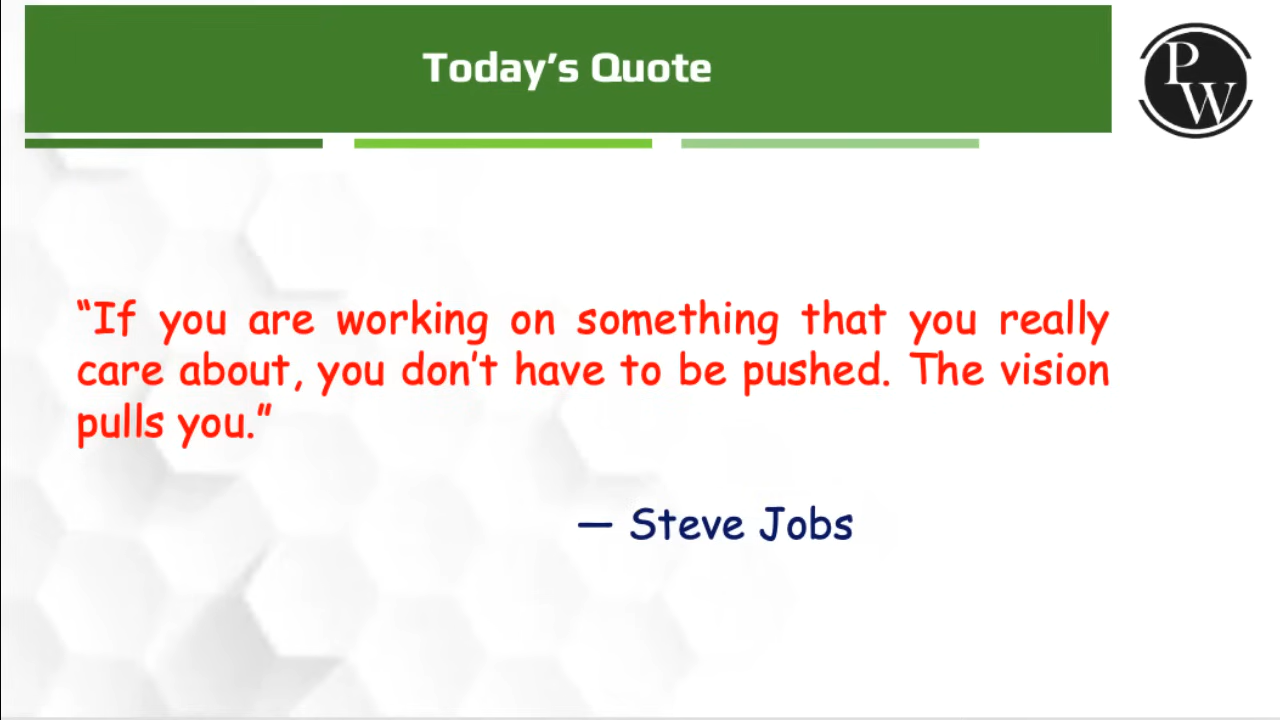 Today’s Quote
P
W
“If you are working on something that you really
care about, you don’t have to be pushed. The vision
pulls you.”
— Steve Jobs